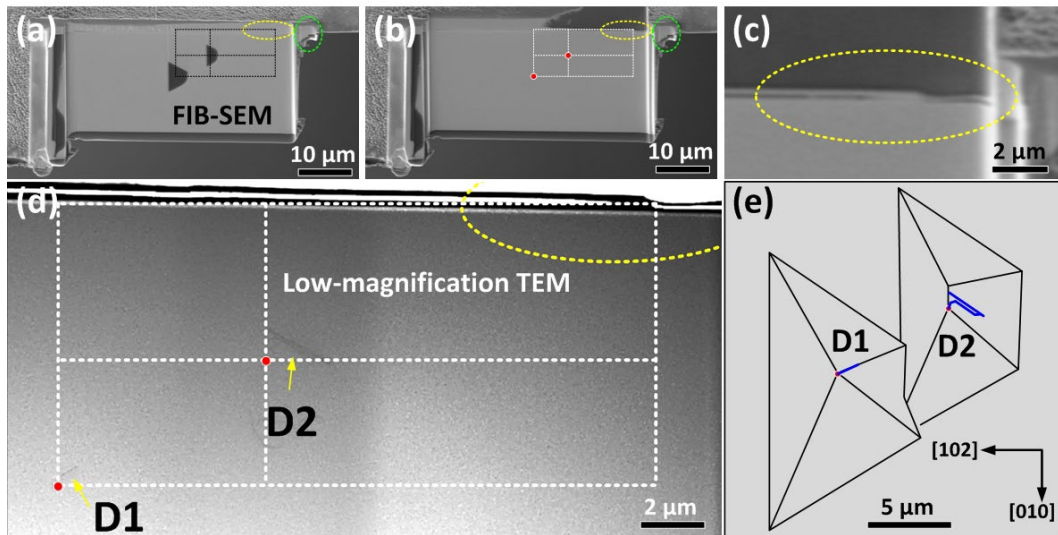 (a)
FIB-SEM
10 μm
(b)
10 μm
(c)
2 μm
(d)
Low-magnification TEM
D2
D1
2 μm
(e)
D1
D2
[102]
[010]
5 μm